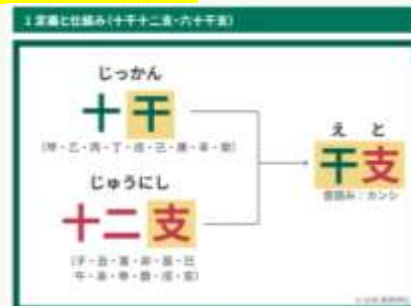 1 定義と仕組み(十干十二支・六十干支)
じっかん
十干
(甲・乙・丙・丁・戊・己・庚・辛・癸)
じゅうにし
十二支
(子・丑・寅・卯・辰・巳
午・未・申・酉・戌・亥)
えと
干支
音読み：カンシ